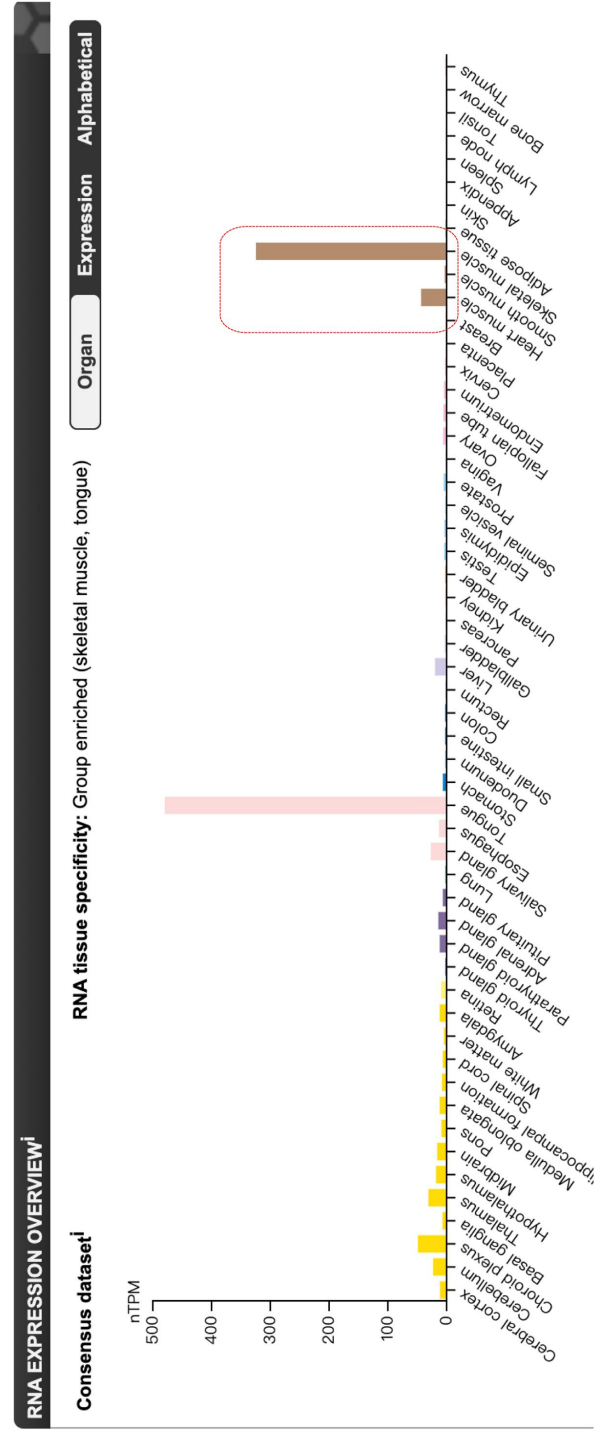 RNA EXPRESSION OVERVIEWi
Consensus dataseti
RNA tissue specificity: Group enriched (skeletal muscle, tongue)
Organ Expression Alphabetical
nTPM
500
400
300
200
100
0
Cerebral cortex
Cerebellum
Choroid plexus
Basal ganglia
Thalamus
Hypothalamus
Midbrain
Pons
Medulla oblongata
ippocampal formation
Spinal cord
White matter
Amygdala
Retina
Thyroid gland
Parathyroid gland
Adrenal gland
Pituitary gland
Lung
Salivary gland
Esophagus
Tongue
Stomach
Duodenum
Small intestine
Colon
Rectum
Liver
Gallbladder
Pancreas
Kidney
Urinary bladder
Testis
Epididymis
Seminal vesicle
Prostate
Vagina
Ovary
Fallopian tube
Endometrium
Cervix
Placenta
Breast
Heart muscle
Smooth muscle
Skeletal muscle
Adipose tissue
Skin
Appendix
Spleen
Lymph node
Tonsil
Bone marrow
Thymus